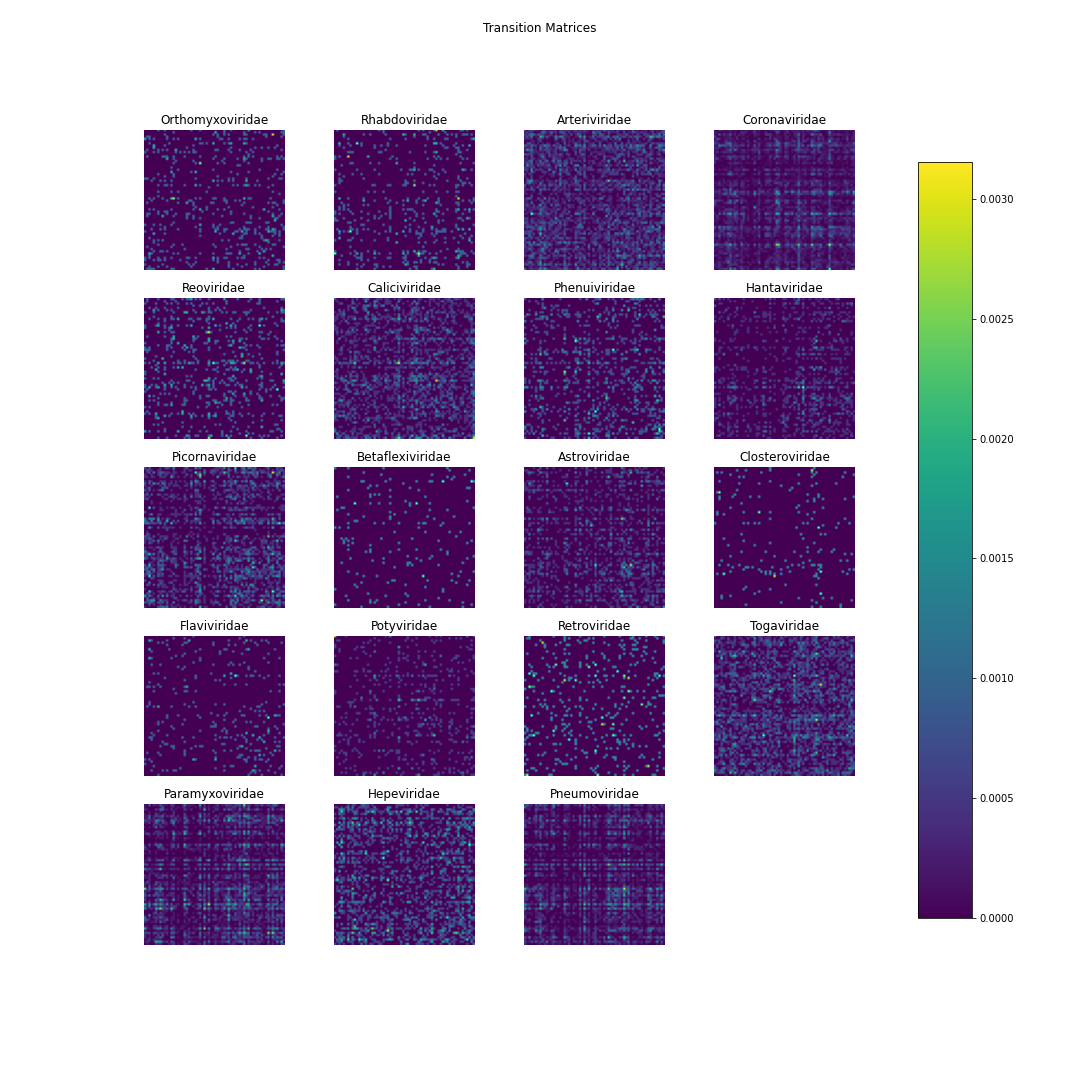 Transition Matrices
Orthomyxoviridae
Rhabdoviridae
Arteriviridae
Coronaviridae
Reoviridae
Caliciviridae
Phenuiviridae
Hantaviridae
Picornaviridae
Betaflexiviridae
Astroviridae
Closteroviridae
Flaviviridae
Potyviridae
Retroviridae
Togaviridae
Paramyxoviridae
Hepeviridae
Pneumoviridae
0.0030
0.0025
0.0020
0.0015
0.0010
0.0005
0.0000